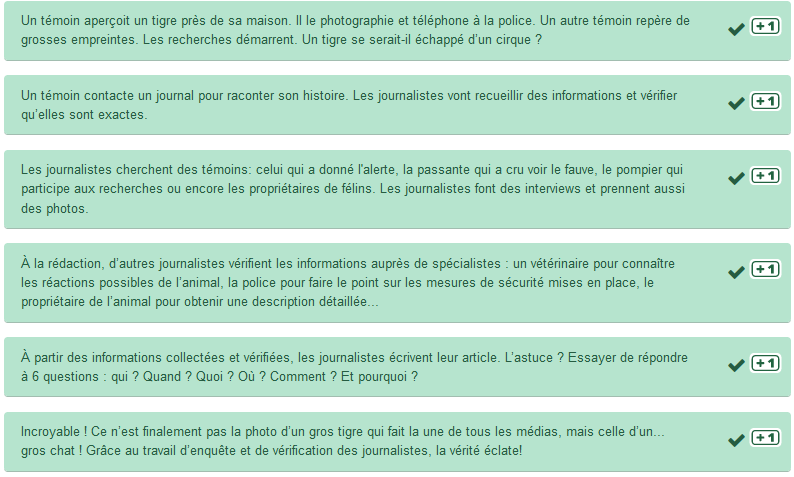 Un témoin aperçoit un tigre près de sa maison. Il le photographie et téléphone à la police. Un autre témoin repère de
grosses empreintes. Les recherches démarrent. Un tigre se serait-il échappé d’un cirque ?
+1
Un témoin contacte un journal pour raconter son histoire. Les journalistes vont recueillir des informations et vérifier
qu’elles sont exactes.
+1
Les journalistes cherchent des témoins: celui qui a donné l'alerte, la passante qui a cru voir le fauve, le pompier qui
participe aux recherches ou encore les propriétaires de félins. Les journalistes font des interviews et prennent aussi
des photos.
+1
À la rédaction, d’autres journalistes vérifient les informations auprès de spécialistes : un vétérinaire pour connaître
les réactions possibles de l’animal, la police pour faire le point sur les mesures de sécurité mises en place, le
propriétaire de l’animal pour obtenir une description détaillée...
+1
À partir des informations collectées et vérifiées, les journalistes écrivent leur article. L’astuce ? Essayer de répondre
à 6 questions : qui ? Quand ? Quoi ? Où ? Comment ? Et pourquoi ?
+1
Incroyable ! Ce n’est finalement pas la photo d’un gros tigre qui fait la une de tous les médias, mais celle d’un...
gros chat ! Grâce au travail d’enquête et de vérification des journalistes, la vérité éclate!
+1